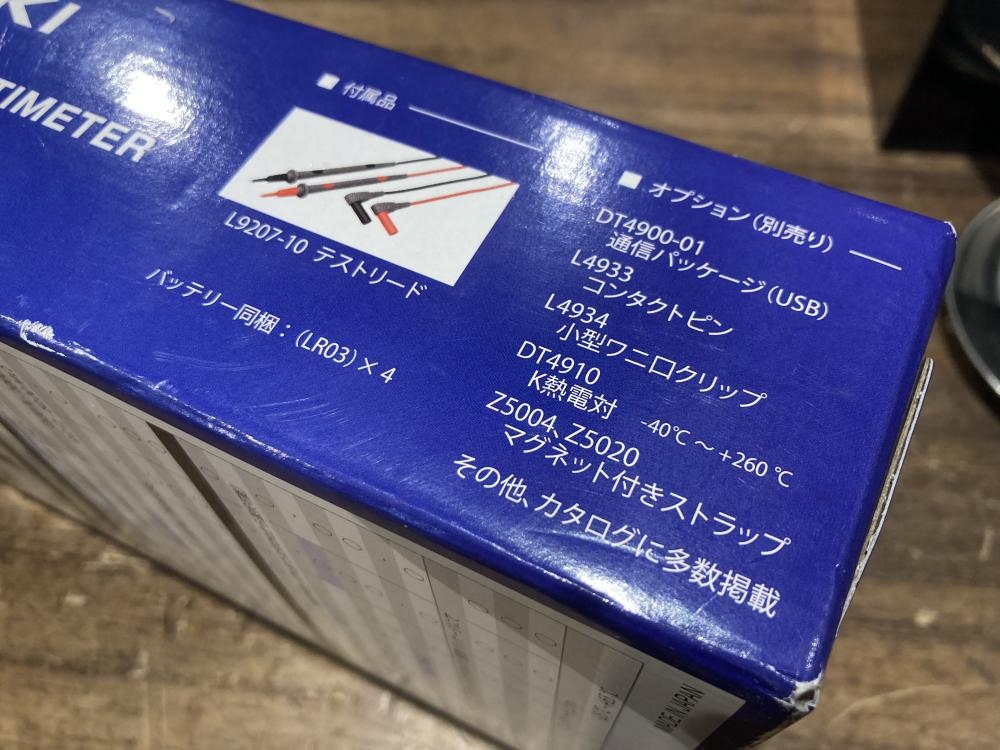 KI
TIMETER
■ 付属品
L9207-10 テストリード
バッテリー同梱：(LR03)×4
■ オプション(別売り)
DT4900-01
通信パッケージ(USB)
L4933
コンタクトピン
L4934
小型ワニ口クリップ
DT4910
K熱電対 -40℃～+260℃
Z5004、Z5020
マグネット付きストラップ
その他、カタログに多数掲載
MADE IN JAPAN